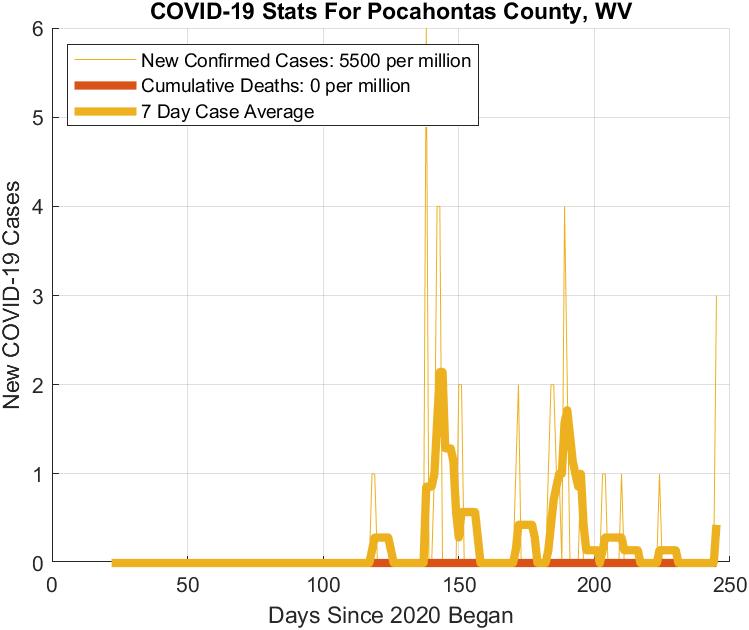 COVID-19 Stats For Pocahontas County, WV
New Confirmed Cases: 5500 per million
Cumulative Deaths: 0 per million
7 Day Case Average
New COVID-19 Cases
6
5
4
3
2
1
0
0 50 100 150 200 250
Days Since 2020 Began